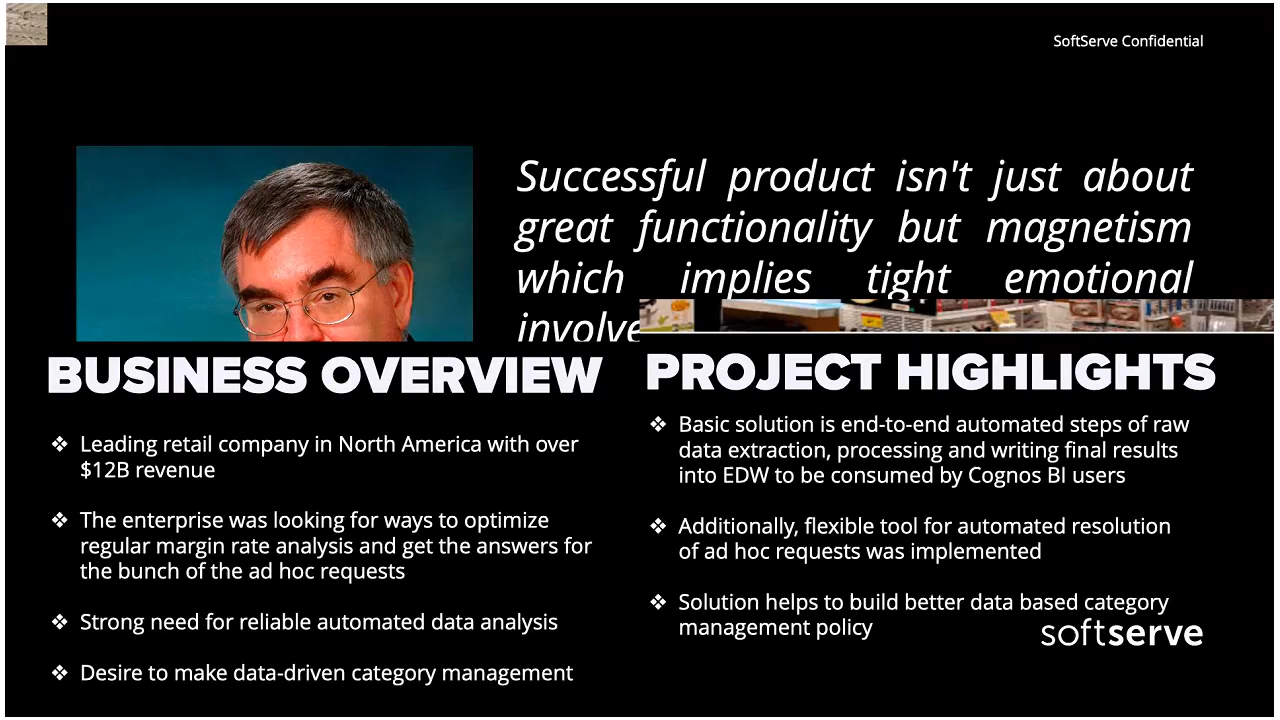 SoftServe Confidential
Successful product isn't just about
great functionality but magnetism
which implies tight emotional
involve
BUSINESS OVERVIEW
❖ Leading retail company in North America with over
$12B revenue
❖ The enterprise was looking for ways to optimize
regular margin rate analysis and get the answers for
the bunch of the ad hoc requests
❖ Strong need for reliable automated data analysis
❖ Desire to make data-driven category management
PROJECT HIGHLIGHTS
❖ Basic solution is end-to-end automated steps of raw
data extraction, processing and writing final results
into EDW to be consumed by Cognos BI users
❖ Additionally, flexible tool for automated resolution
of ad hoc requests was implemented
❖ Solution helps to build better data based category
management policy
softserve